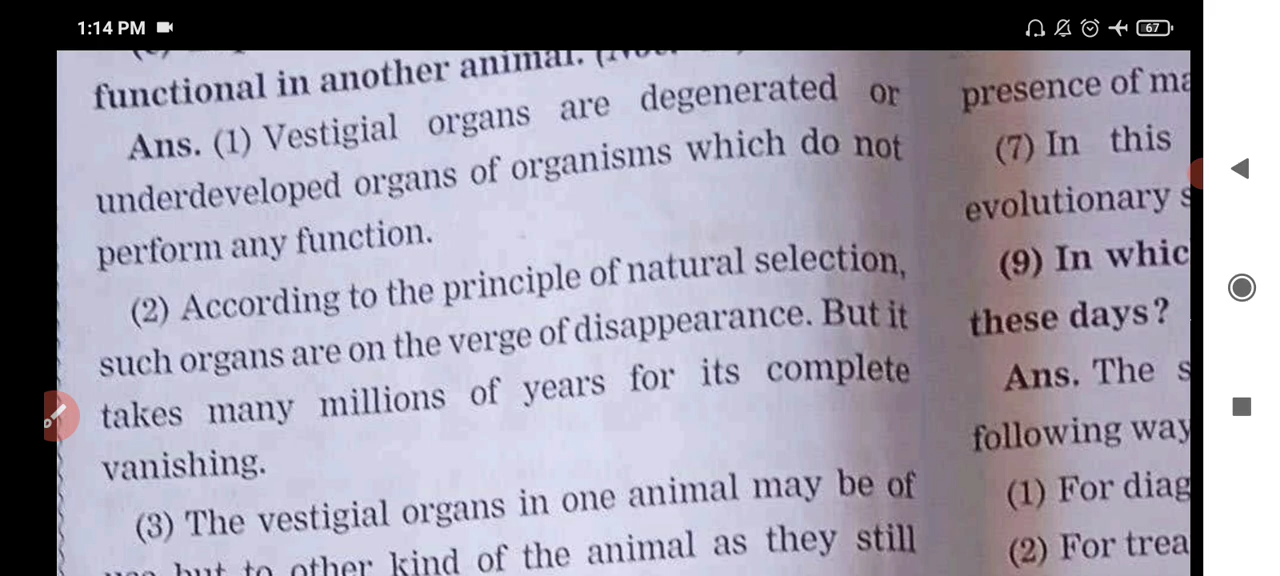 1:14 PM
67
functional in another animal.
Ans. (1) Vestigial organs are degenerated or
underdeveloped organs of organisms which do not
perform any function.
(2) According to the principle of natural selection,
such organs are on the verge of disappearance. But it
takes many millions of years for its complete
vanishing.
(3) The vestigial organs in one animal may be of
but to other kind of the animal as they still
presence of ma
(7) In this
evolutionary s
(9) In whic
these days?
Ans. The s
following way
(1) For diag
(2) For trea